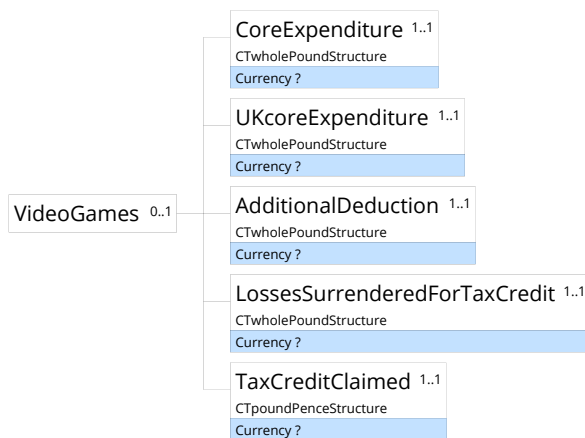 CoreExpenditure 1..1
CTwholePoundStructure
Currency ?
UKcoreExpenditure 1..1
CTwholePoundStructure
Currency ?
VideoGames 0..1
AdditionalDeduction 1..1
CTwholePoundStructure
Currency ?
LossesSurrenderedForTaxCredit 1..1
CTwholePoundStructure
Currency ?
TaxCreditClaimed 1..1
CTpoundPenceStructure
Currency ?